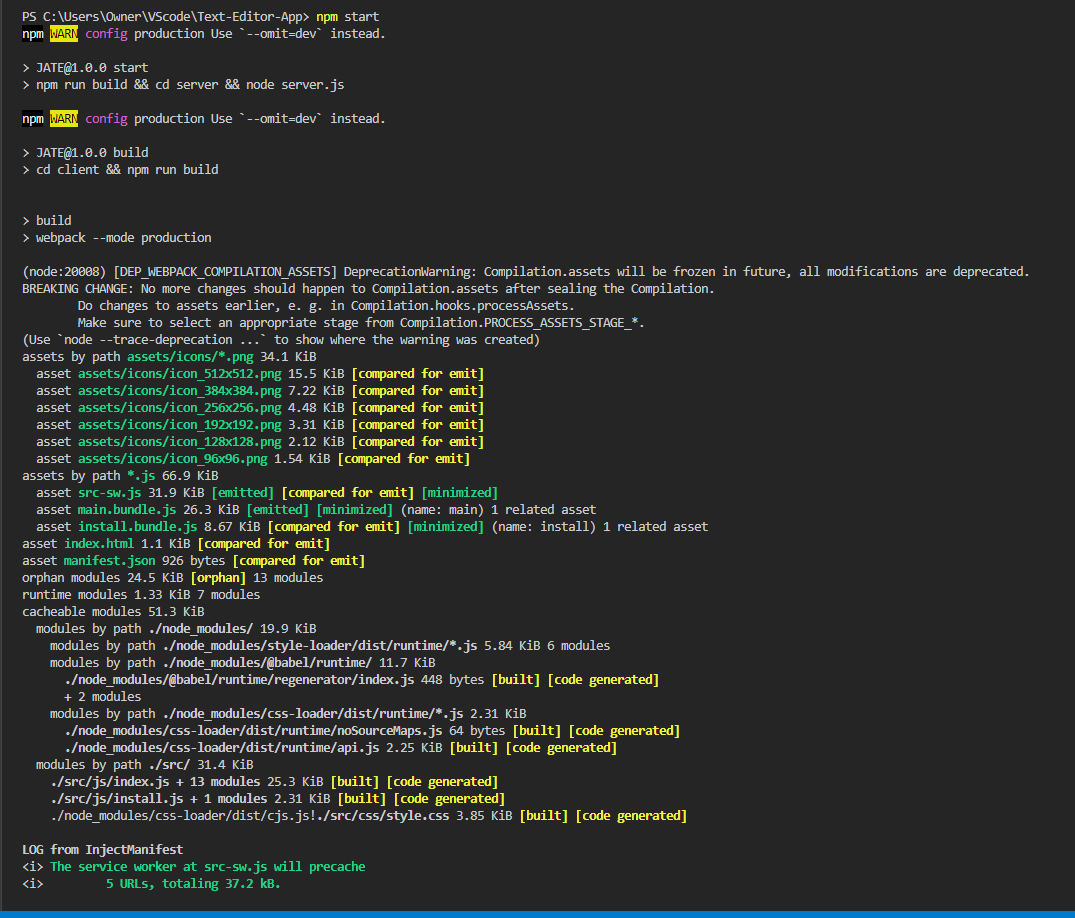 PS C:\Users\Owner\VScode\Text-Editor-App> npm start
npm WARN config production Use `--omit=dev` instead.
> JATE@1.0.0 start
> npm run build && cd server && node server.js
npm WARN config production Use `--omit=dev` instead.
> JATE@1.0.0 build
> cd client && npm run build
> build
> webpack --mode production
(node:20008) [DEP_WEBPACK_COMPILATION_ASSETS] DeprecationWarning: Compilation.assets will be frozen in future, all modifications are deprecated.
BREAKING CHANGE: No more changes should happen to Compilation.assets after sealing the Compilation.
        Do changes to assets earlier, e. g. in Compilation.hooks.processAssets.
        Make sure to select an appropriate stage from Compilation.PROCESS_ASSETS_STAGE_*.
(Use `node --trace-deprecation ...` to show where the warning was created)
assets by path assets/icons/*.png 34.1 KiB
  asset assets/icons/icon_512x512.png 15.5 KiB [compared for emit]
  asset assets/icons/icon_384x384.png 7.22 KiB [compared for emit]
  asset assets/icons/icon_256x256.png 4.48 KiB [compared for emit]
  asset assets/icons/icon_192x192.png 3.31 KiB [compared for emit]
  asset assets/icons/icon_128x128.png 2.12 KiB [compared for emit]
  asset assets/icons/icon_96x96.png 1.54 KiB [compared for emit]
assets by path *.js 66.9 KiB
  asset src-sw.js 31.9 KiB [emitted] [compared for emit] [minimized]
  asset main.bundle.js 26.3 KiB [emitted] [minimized] (name: main) 1 related asset
  asset install.bundle.js 8.67 KiB [compared for emit] [minimized] (name: install) 1 related asset
asset index.html 1.1 KiB [compared for emit]
asset manifest.json 926 bytes [compared for emit]
orphan modules 24.5 KiB [orphan] 13 modules
runtime modules 1.33 KiB 7 modules
cacheable modules 51.3 KiB
  modules by path ./node_modules/ 19.9 KiB
    modules by path ./node_modules/style-loader/dist/runtime/*.js 5.84 KiB 6 modules
    modules by path ./node_modules/@babel/runtime/ 11.7 KiB
      ./node_modules/@babel/runtime/regenerator/index.js 448 bytes [built] [code generated]
      + 2 modules
    modules by path ./node_modules/css-loader/dist/runtime/*.js 2.31 KiB
      ./node_modules/css-loader/dist/runtime/noSourceMaps.js 64 bytes [built] [code generated]
      ./node_modules/css-loader/dist/runtime/api.js 2.25 KiB [built] [code generated]
  modules by path ./src/ 31.4 KiB
    ./src/js/index.js + 13 modules 25.3 KiB [built] [code generated]
    ./src/js/install.js + 1 modules 2.31 KiB [built] [code generated]
    ./node_modules/css-loader/dist/cjs.js!./src/css/style.css 3.85 KiB [built] [code generated]
LOG from InjectManifest
<i> The service worker at src-sw.js will precache
<i>         5 URLs, totaling 37.2 kB.